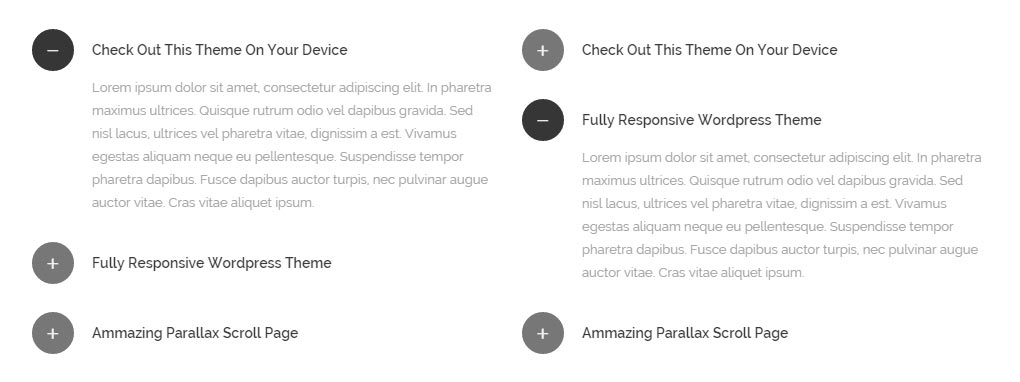 Check Out This Theme On Your Device
Lorem ipsum dolor sit amet, consectetur adipiscing elit. In pharetra
maximus ultrices. Quisque rutrum odio vel dapibus gravida. Sed
nisl lacus, ultrices vel pharetra vitae, dignissim a est. Vivamus
egestas aliquam neque eu pellentesque. Suspendisse tempor
pharetra dapibus. Fusce dapibus auctor turpis, nec pulvinar augue
auctor vitae. Cras vitae aliquet ipsum.
Fully Responsive Wordpress Theme
Ammazing Parallax Scroll Page
Check Out This Theme On Your Device
Fully Responsive Wordpress Theme
Lorem ipsum dolor sit amet, consectetur adipiscing elit. In pharetra
maximus ultrices. Quisque rutrum odio vel dapibus gravida. Sed
nisl lacus, ultrices vel pharetra vitae, dignissim a est. Vivamus
egestas aliquam neque eu pellentesque. Suspendisse tempor
pharetra dapibus. Fusce dapibus auctor turpis, nec pulvinar augue
auctor vitae. Cras vitae aliquet ipsum.
Ammazing Parallax Scroll Page